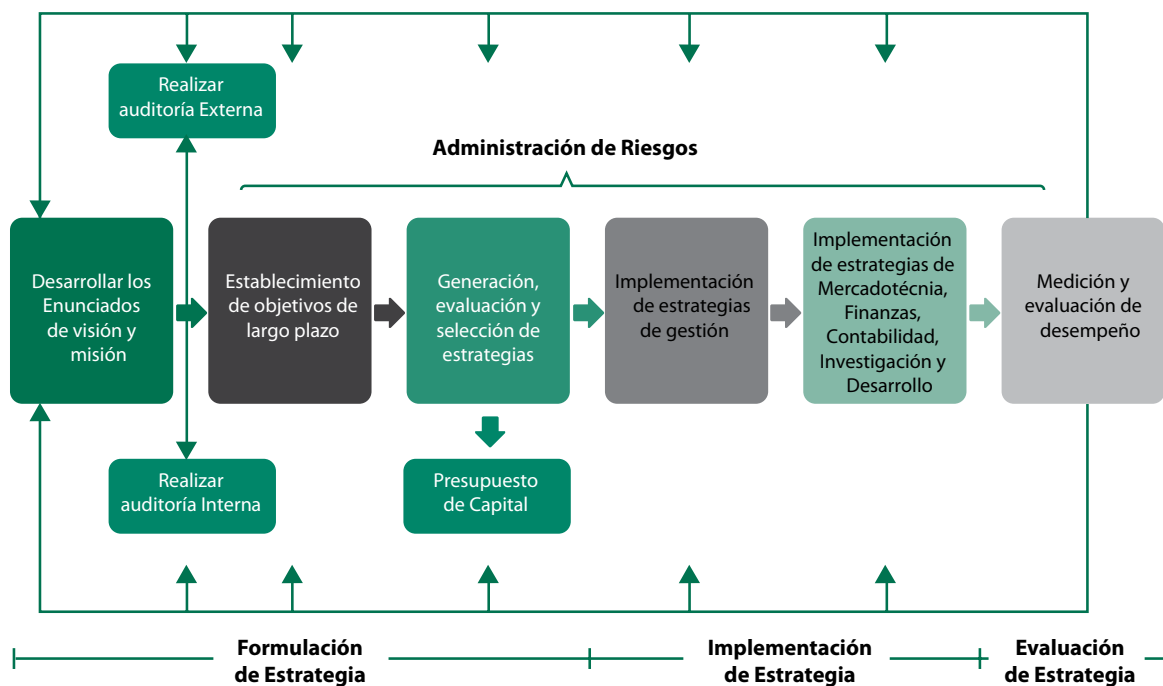 Realizar
auditoría Externa
Administración de Riesgos
Desarrollar los
Enunciados
de visión y
misión
Establecimiento
de objetivos de
largo plazo
Generación,
evaluación y
selección de
estrategias
Implementación
de estrategias
de gestión
Implementación
de estrategias de
Mercadotécnia,
Finanzas,
Contabilidad,
Investigación y
Desarrollo
Medición y
evaluación de
desempeño
Realizar
auditoría Interna
Presupuesto
de Capital
Formulación
de Estrategia
Implementación
de Estrategia
Evaluación
de Estrategia